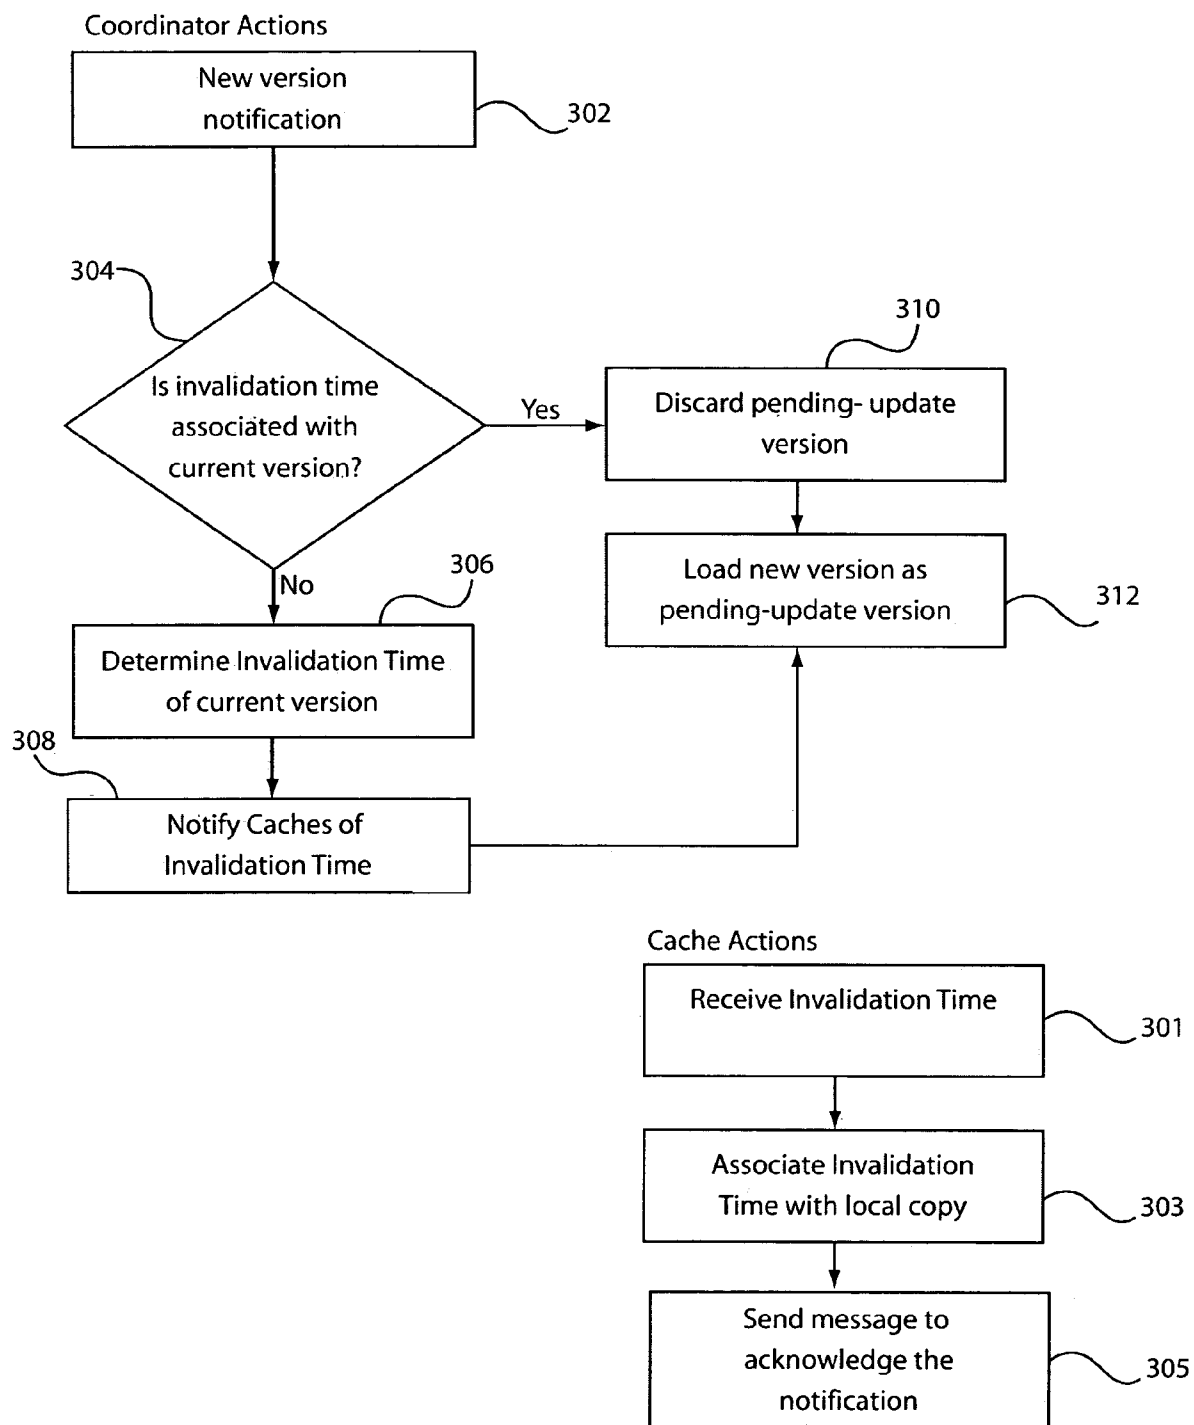 Coordinator Actions
New version
notification
302
304
Is invalidation time
associated with
current version?
Yes
310
Discard pending- update
version
Load new version as
pending-update version
312
No
306
Determine Invalidation Time
of current version
308
Notify Caches of
Invalidation Time
Cache Actions
Receive Invalidation Time
301
Associate Invalidation
Time with local copy
303
Send message to
acknowledge the
notification
305